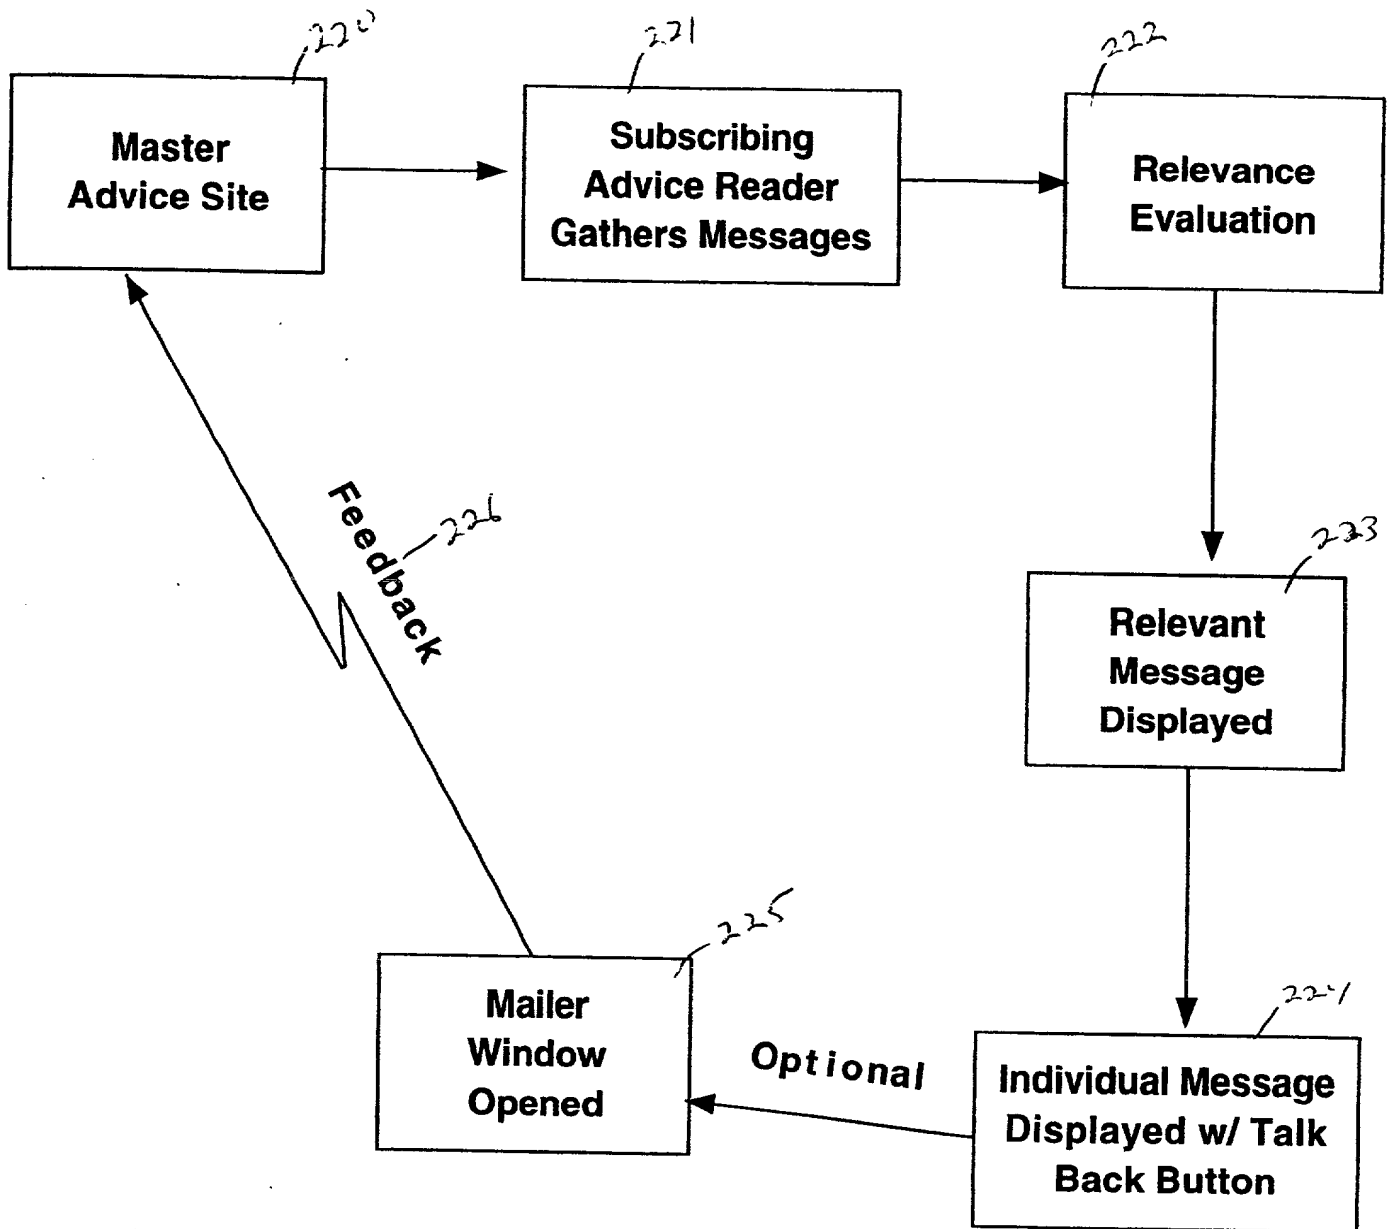 220
221
222
Master
Advice Site
Subscribing
Advice Reader
Gathers Messages
Relevance
Evaluation
Feedback
226
223
Relevant
Message
Displayed
225
224
Mailer
Window
Opened
Optional
Individual Message
Displayed w/ Talk
Back Button